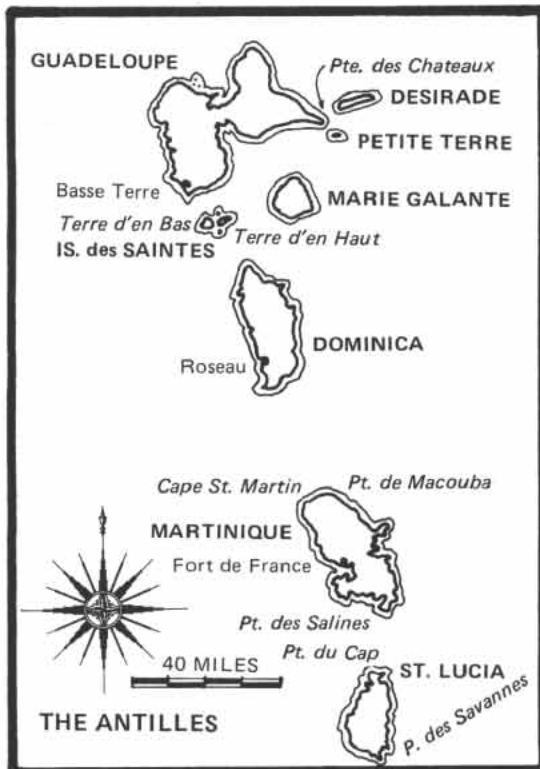 GUADELOUPE
Pte. des Chateaux
DESIRADE
PETITE TERRE
Basse Terre
MARIE GALANTE
Terre d'en Bas
Terre d'en Haut
IS. des SAINTES
DOMINICA
Roseau
Cape St. Martin
Pt. de Macouba
MARTINIQUE
Fort de France
Pt. des Salines
Pt. du Cap
40 MILES
ST. LUCIA
P. des Savannes
THE ANTILLES